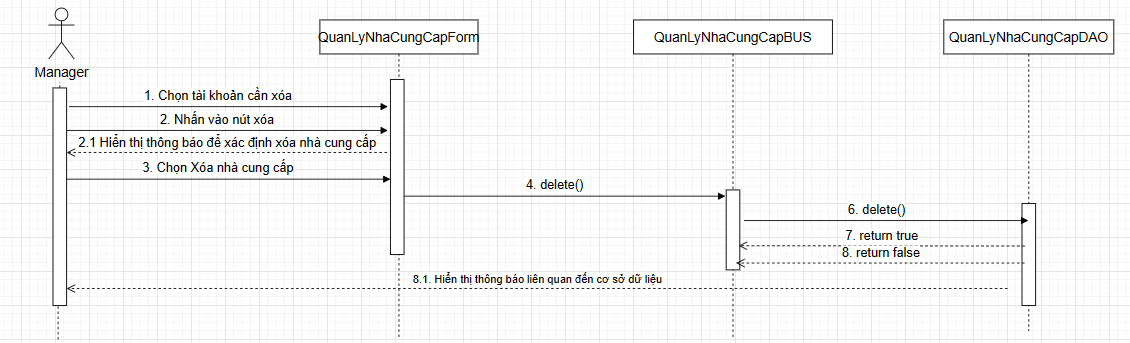 QuanLyNhaCungCapForm
QuanLyNhaCungCapBUS
QuanLyNhaCungCapDAO
Manager
1. Chọn tài khoản cần xóa
2. Nhấn vào nút xóa
2.1 Hiển thị thông báo để xác định xóa nhà cung cấp
3. Chọn Xóa nhà cung cấp
4. delete()
6. delete()
7. return true
8. return false
8.1. Hiển thị thông báo liên quan đến cơ sở dữ liệu